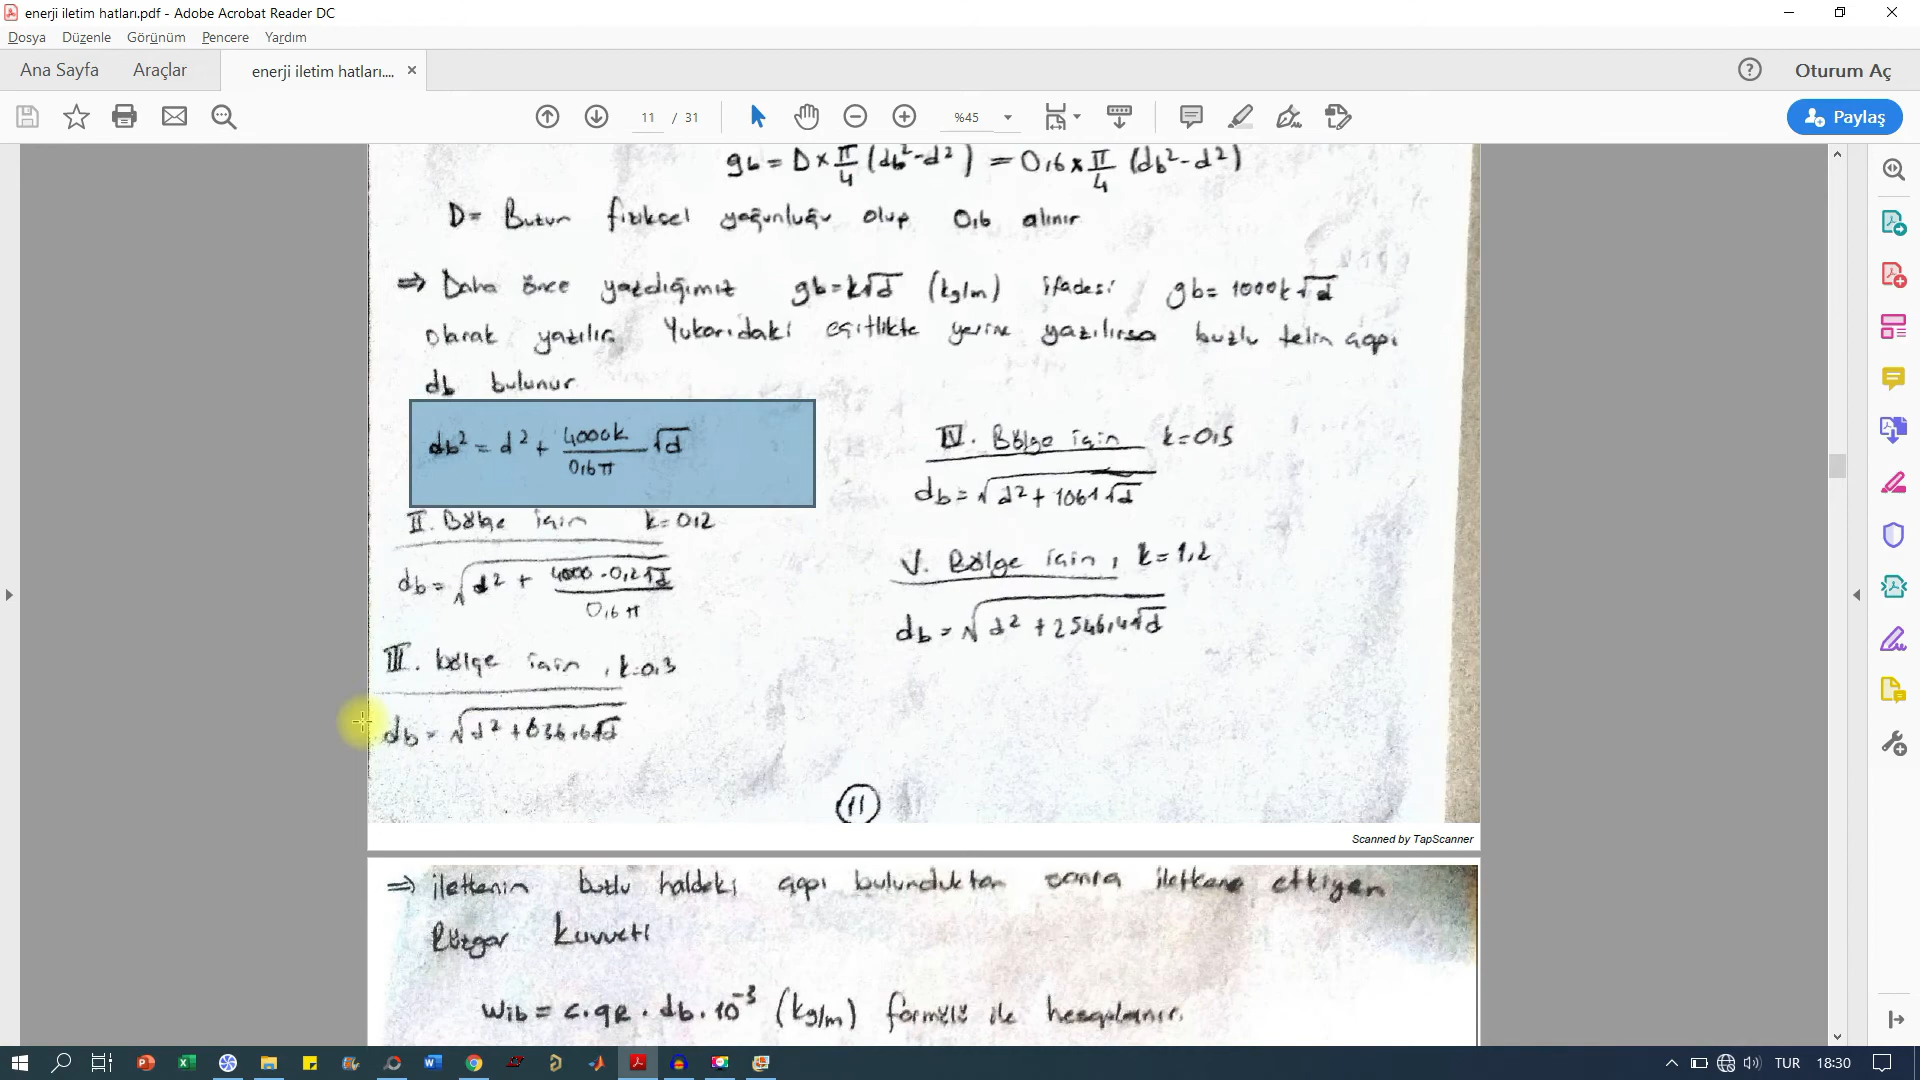 enerji iletim hatları.pdf - Adobe Acrobat Reader DC
Dosya Düzenle Görünüm Pencere Yardım
Ana Sayfa Araçlar enerji iletim hatları.... × Oturum Aç
11 / 31 %45 Paylaş
gb = D x π/4 (db² - d²) = 0,6 x π/4 (db² - d²)
D = Buzun fiziksel yoğunluğu olup 0,6 alınır
⇒ Daha önce yazdığımız gb = k√d (kg/m) ifadesi gb = 1000k√d
olarak yazılır. Yukarıdaki eşitlikte yerine yazılırsa buzlu telin çapı
db bulunur
db² = d² + 4000k/0,6π √d
II. Bölge için k = 0,2
db = √(d² + 4000.0,2√d/0,6π)
III. bölge için, k=0,3
db = √(d² + 636,6√d)
IV. Bölge için k=0,5
db = √(d² + 1061√d)
V. Bölge için, k = 1,2
db = √(d² + 2546,4√d)
11
Scanned by TapScanner
⇒ iletkenin buzlu haldeki çapı bulunduktan sonra iletkene etkiyen
Rüzgar kuvveti
Wib = c.qR.db.10⁻³ (kg/m) formülü ile hesaplanır.
TUR 18:30